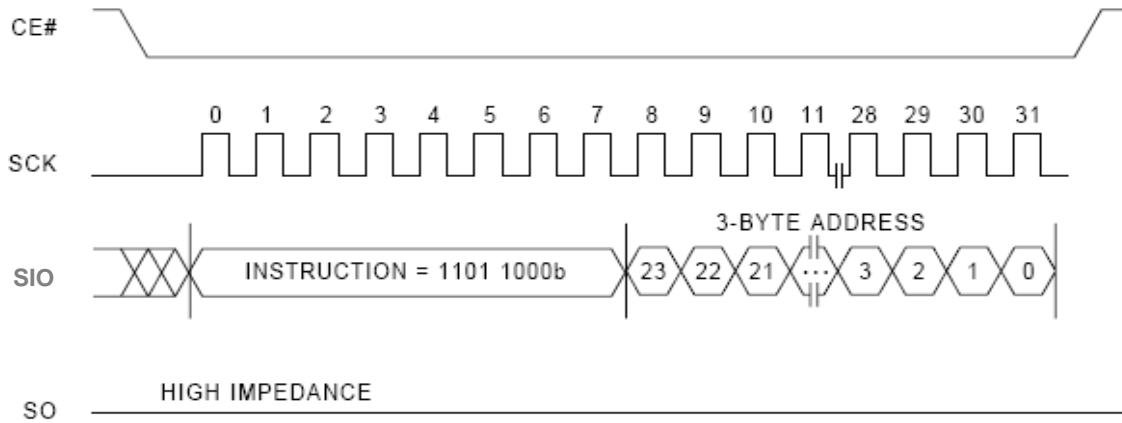 CE#
0 1 2 3 4 5 6 7 8 9 10 11 28 29 30 31
SCK
3-BYTE ADDRESS
SIO INSTRUCTION = 1101 1000b 23 22 21 ... 3 2 1 0
HIGH IMPEDANCE
SO